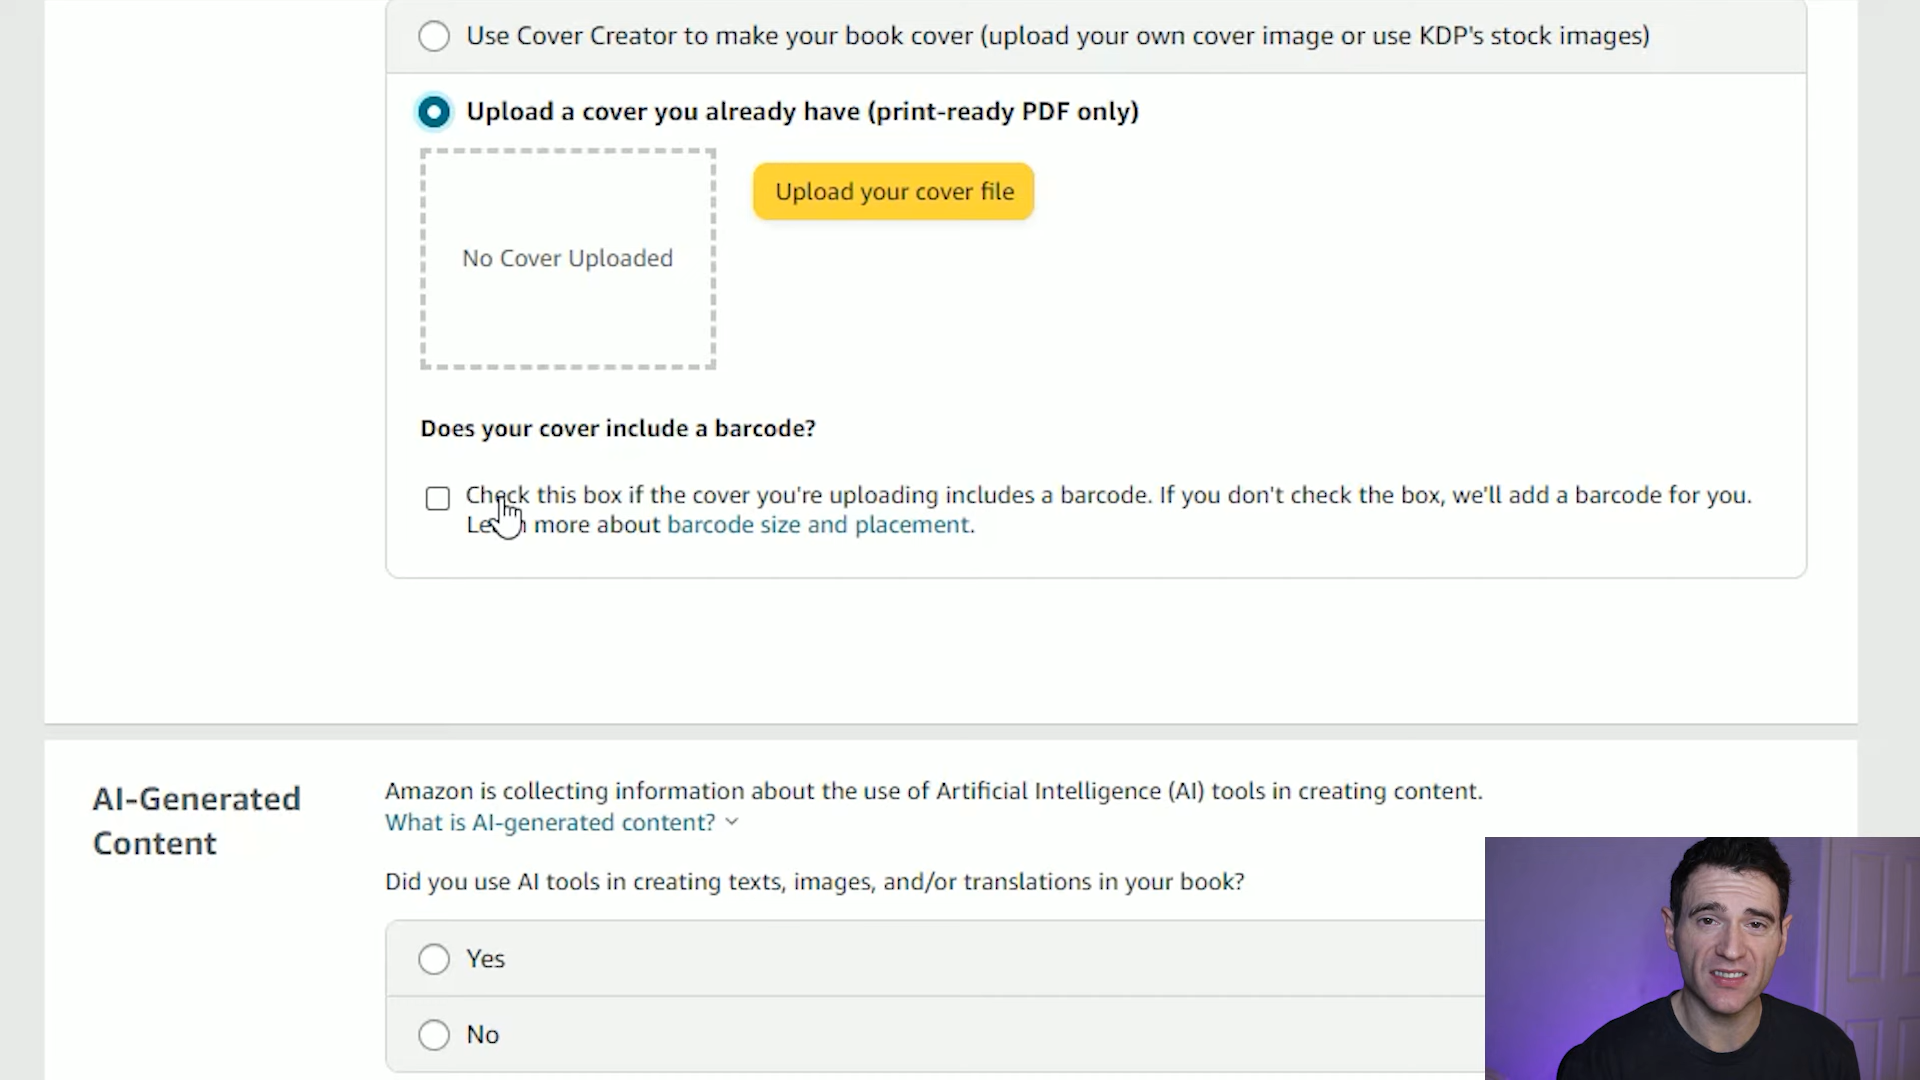 Use Cover Creator to make your book cover (upload your own cover image or use KDP's stock images)
Upload a cover you already have (print-ready PDF only)
Upload your cover file
No Cover Uploaded
Does your cover include a barcode?
Check this box if the cover you're uploading includes a barcode. If you don't check the box, we'll add a barcode for you.
Learn more about barcode size and placement.
AI-Generated
Content
Amazon is collecting information about the use of Artificial Intelligence (AI) tools in creating content.
What is AI-generated content?
Did you use AI tools in creating texts, images, and/or translations in your book?
Yes
No